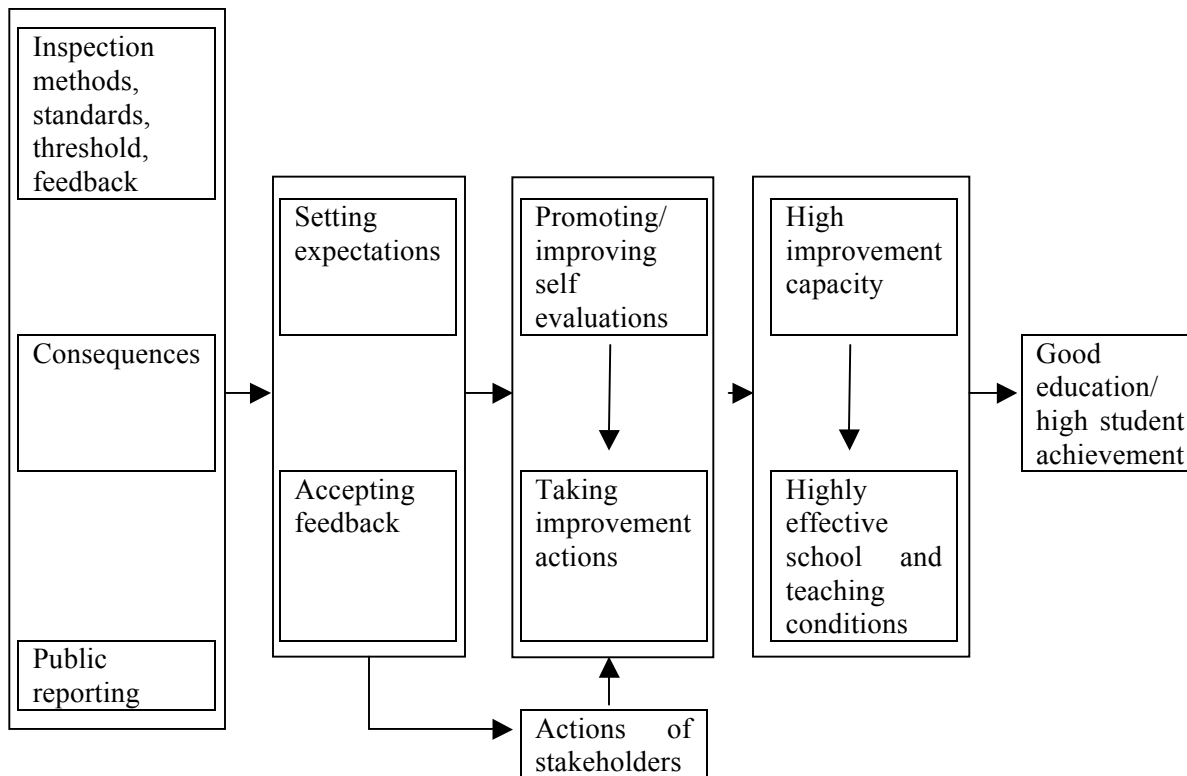 Inspection
methods,
standards,
threshold,
feedback
Consequences
Public
reporting
Setting
expectations
Accepting
feedback
Promoting/
improving
self
evaluations
Taking
improvement
actions
Actions of
stakeholders
High
improvement
capacity
Highly
effective
school and
teaching
conditions
Good
education/
high student
achievement